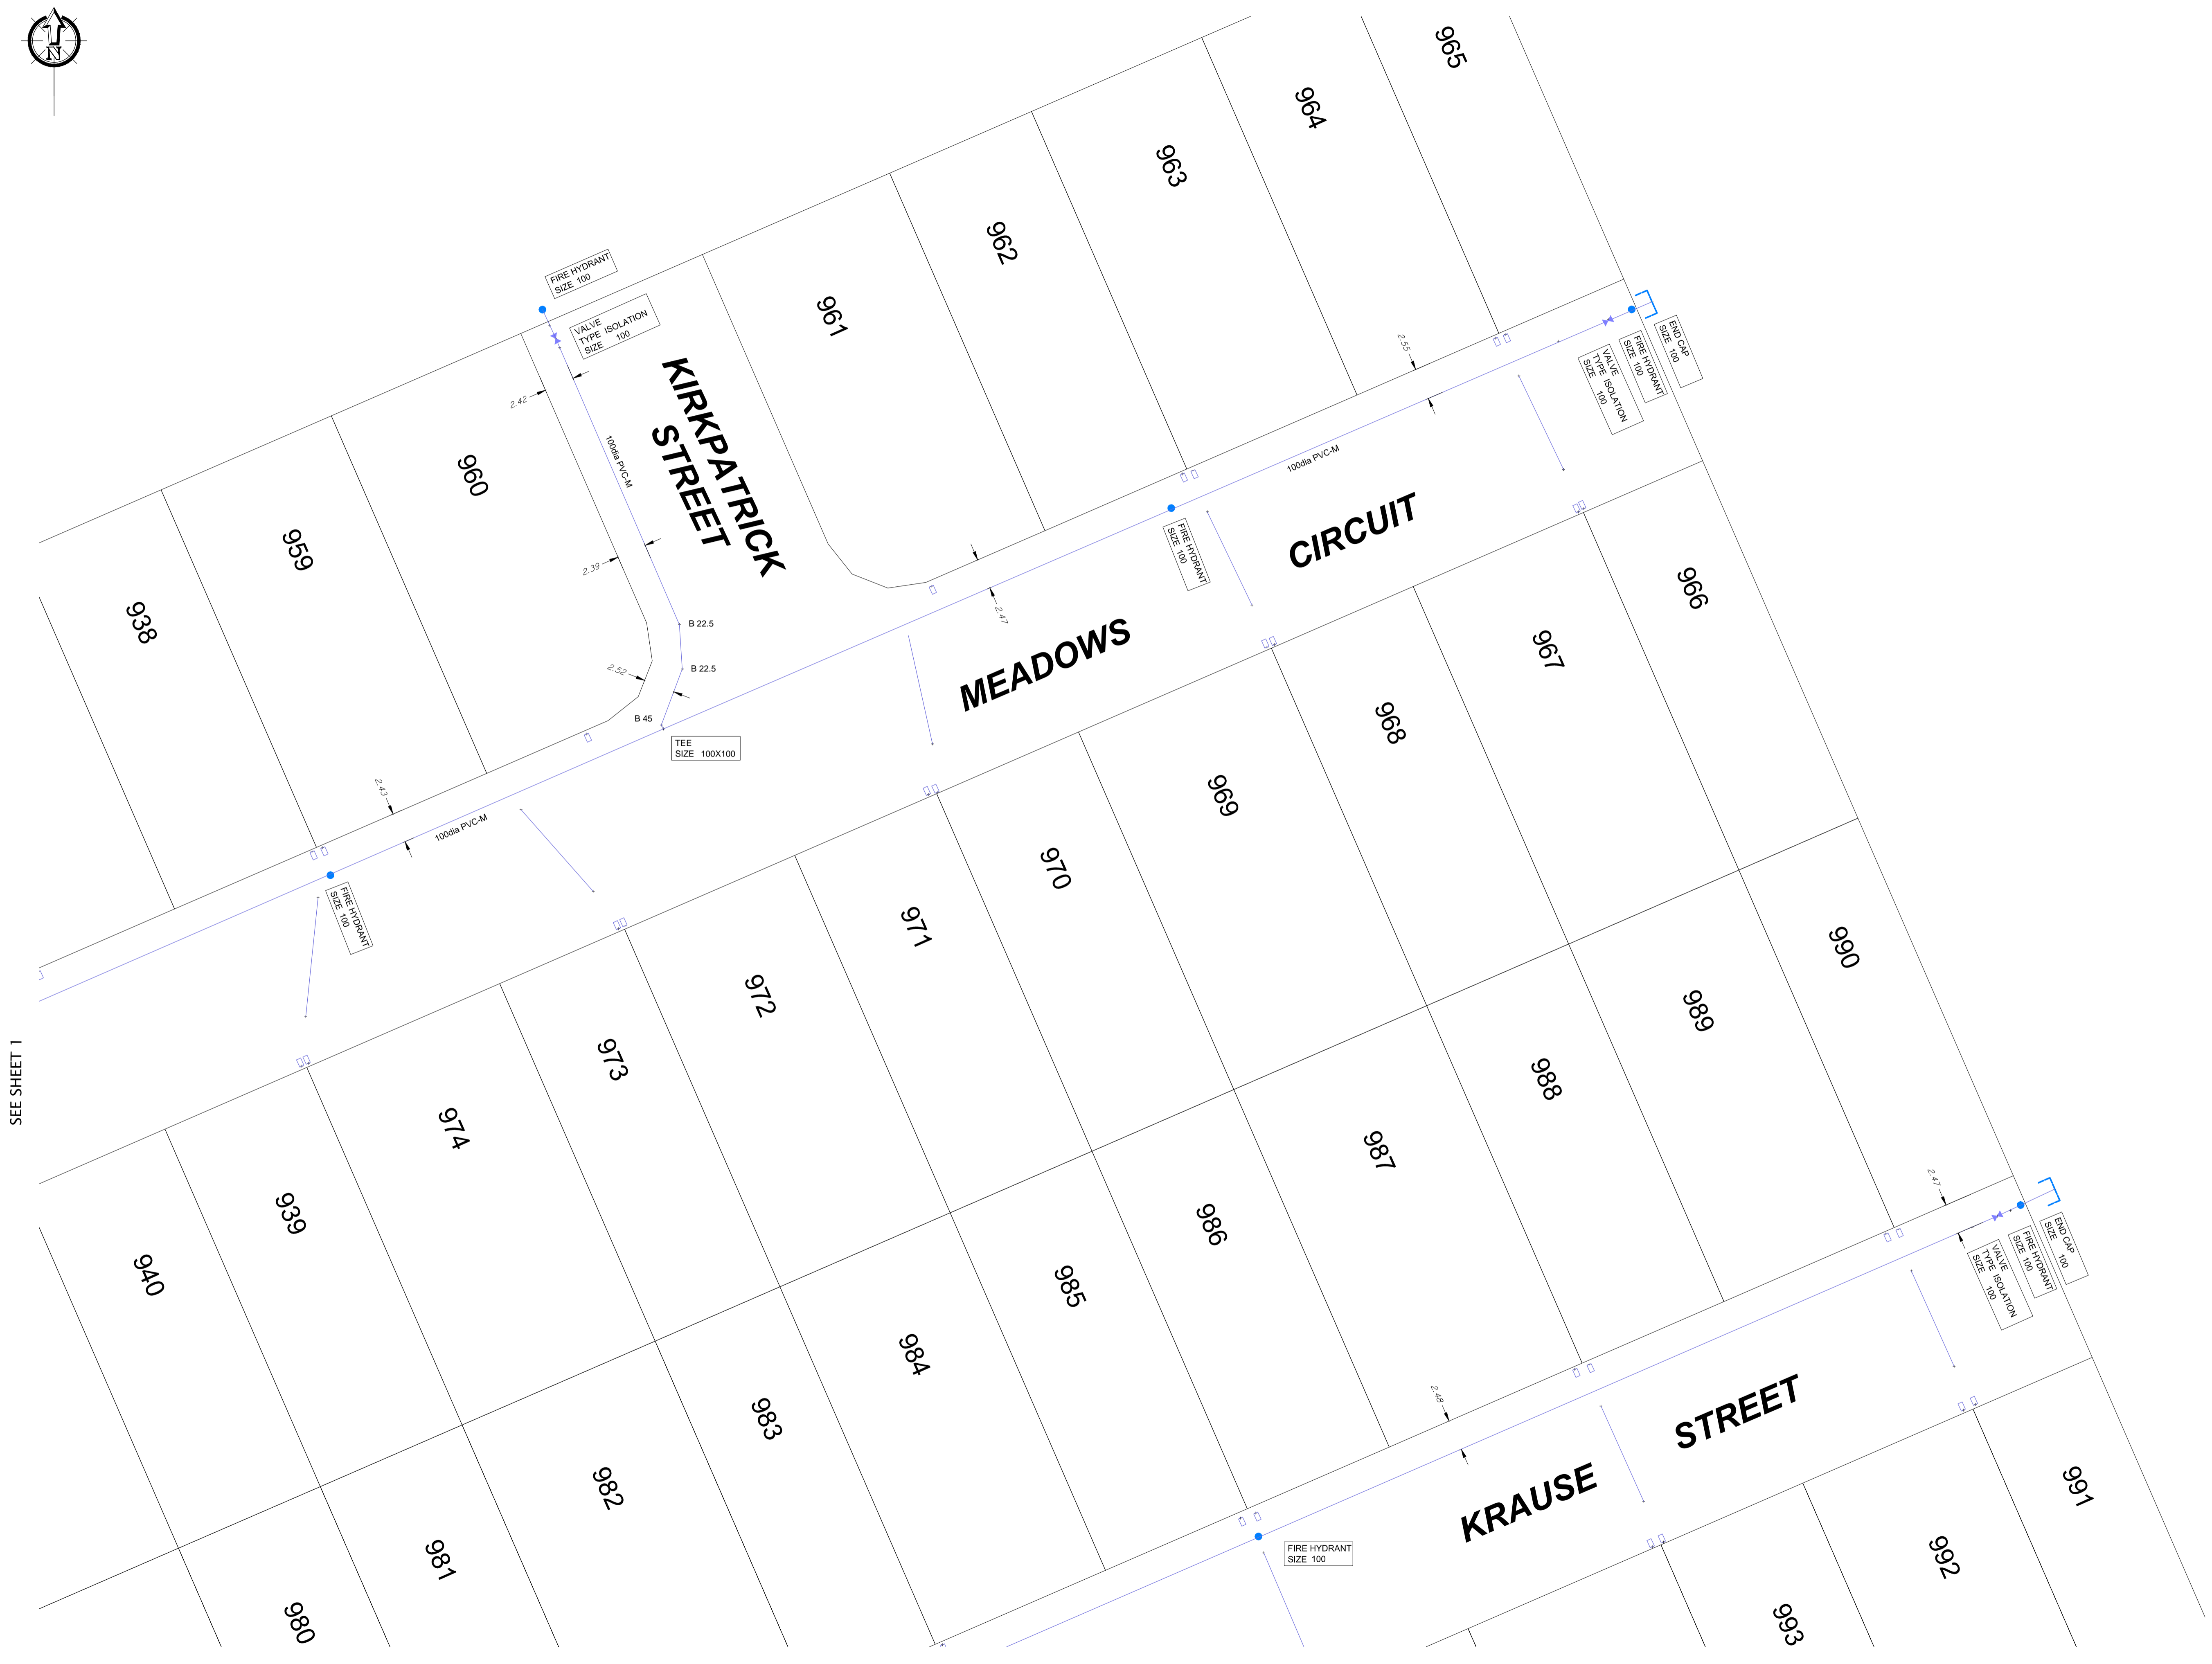 N
965
964
963
962
961
FIRE HYDRANT
SIZE 100
VALVE
TYPE ISOLATION
SIZE 100
KIRKPATRICK
STREET
2.42
100dia PVC-M
2.39
B 22.5
B 22.5
2.52
B 45
TEE
SIZE 100X100
960
959
938
2.55
END CAP
SIZE 100
FIRE HYDRANT
SIZE 100
VALVE
TYPE ISOLATION
SIZE 100
100dia PVC-M
FIRE HYDRANT
SIZE 100
2.47
MEADOWS
CIRCUIT
2.43
100dia PVC-M
FIRE HYDRANT
SIZE 100
966
967
968
969
970
971
972
973
974
939
940
SEE SHEET 1
990
989
988
987
986
985
984
983
982
981
980
2.47
END CAP
SIZE 100
FIRE HYDRANT
SIZE 100
VALVE
TYPE ISOLATION
SIZE 100
2.48
KRAUSE
STREET
FIRE HYDRANT
SIZE 100
991
992
993